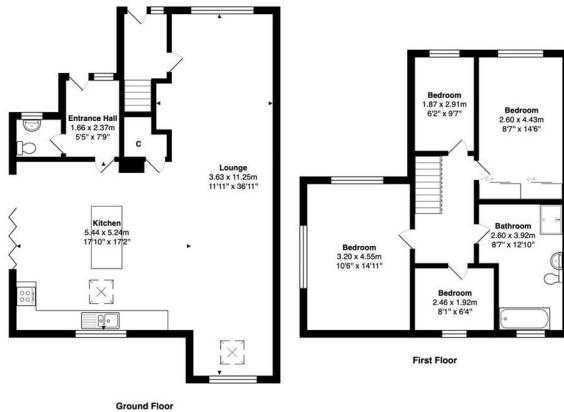 Entrance Hall
1.66 x 2.37m
5'5" x 7'9"
C
Lounge
3.63 x 11.25m
11'11" x 36'11"
Kitchen
5.44 x 5.24m
17'10" x 17'2"
Ground Floor
Bedroom
1.87 x 2.91m
6'2" x 9'7"
Bedroom
2.60 x 4.43m
8'7" x 14'6"
Bedroom
3.20 x 4.55m
10'6" x 14'11"
Bathroom
2.60 x 3.92m
8'7" x 12'10"
Bedroom
2.46 x 1.92m
8'1" x 6'4"
First Floor